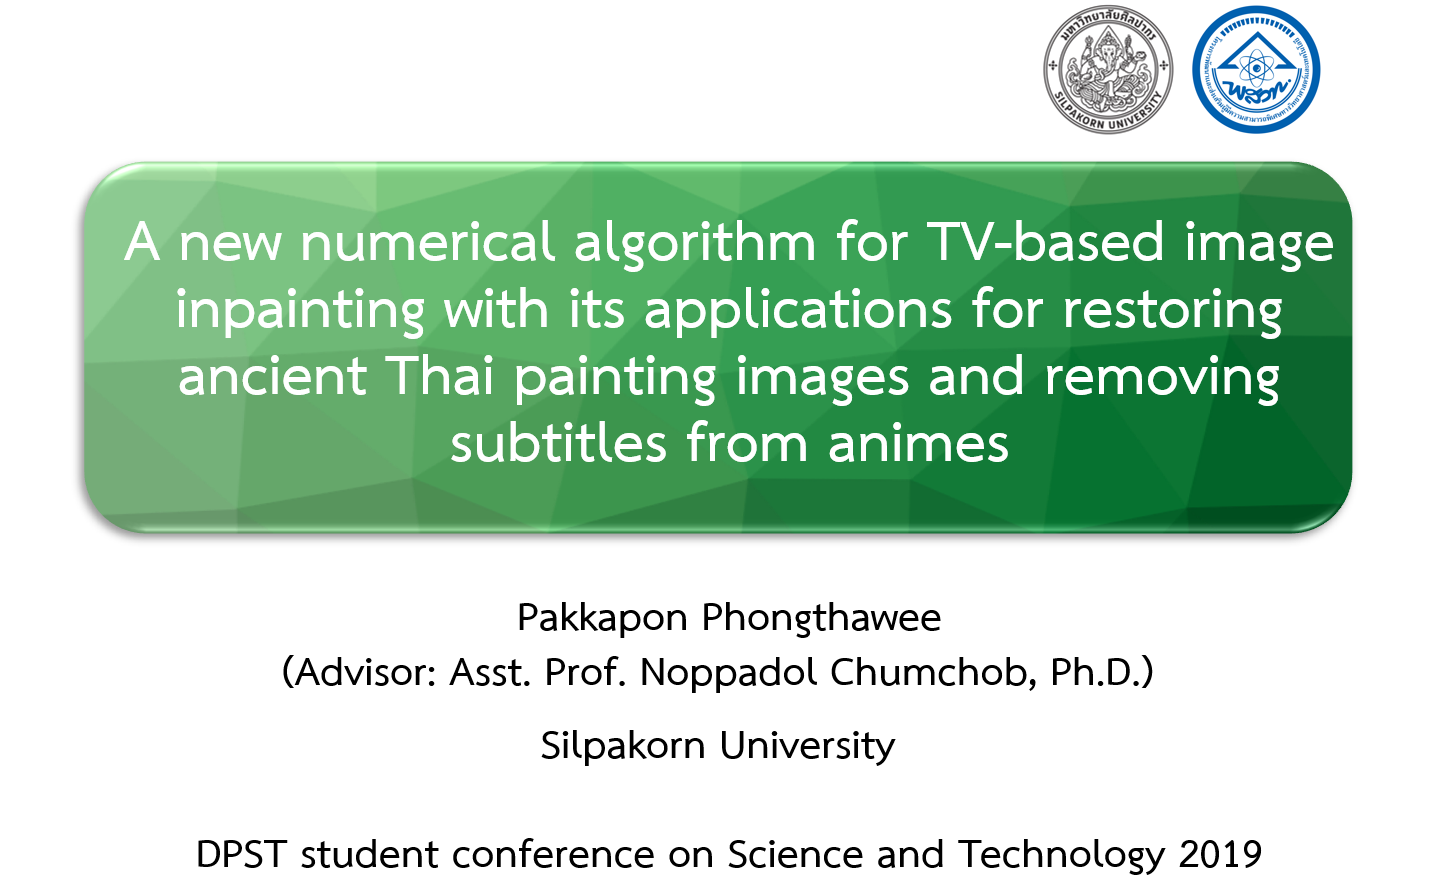 มหาวิทยาลัยศิลปากร
SILPAKORN UNIVERSITY
พสวท.
A new numerical algorithm for TV-based image
inpainting with its applications for restoring
ancient Thai painting images and removing
subtitles from animes
Pakkapon Phongthawee
(Advisor: Asst. Prof. Noppadol Chumchob, Ph.D.)
Silpakorn University
DPST student conference on Science and Technology 2019